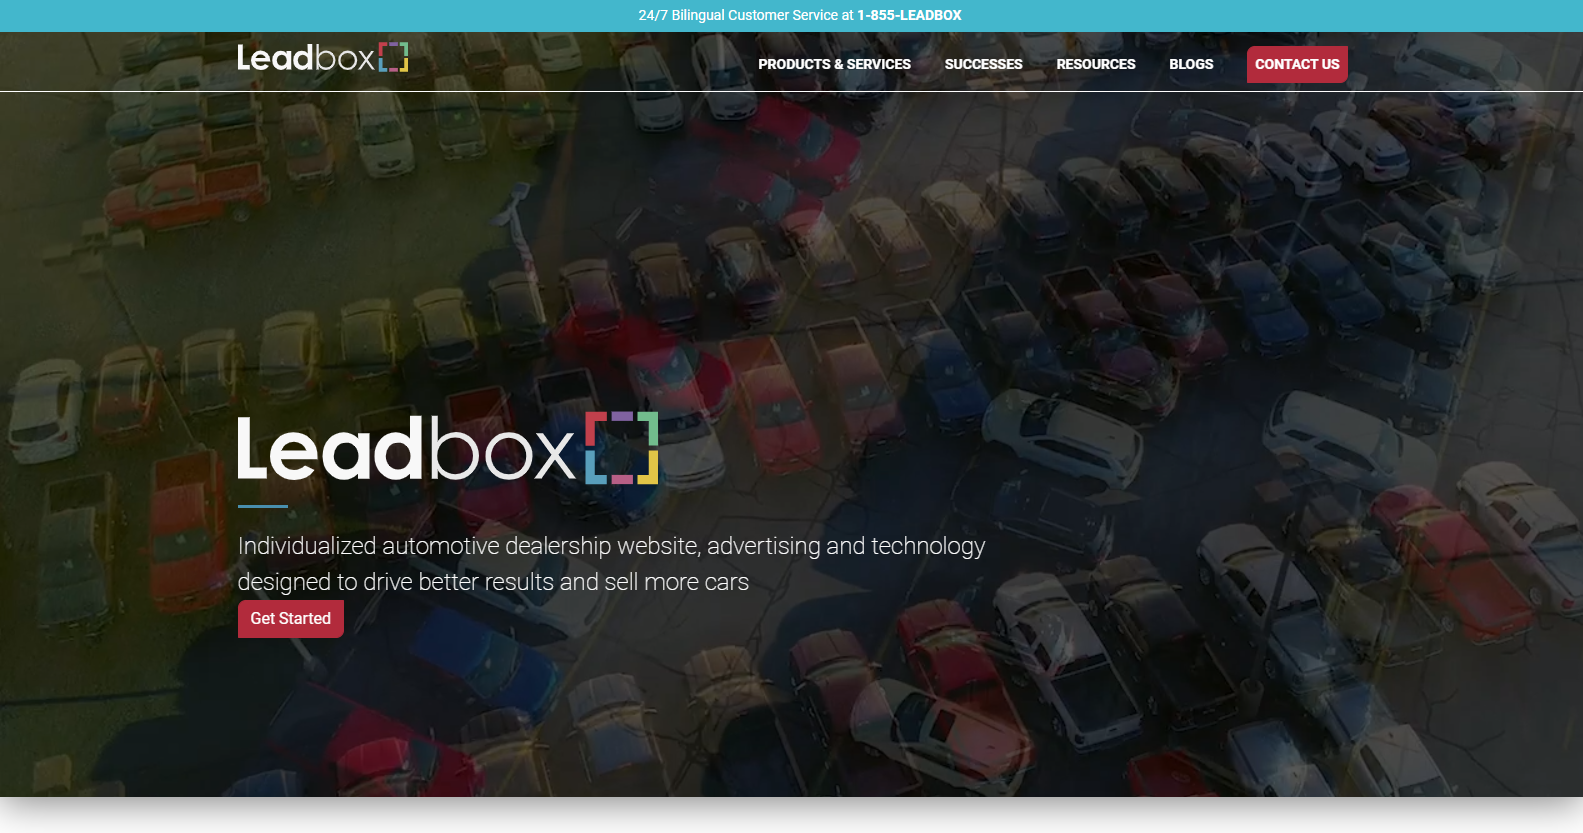 24/7 Bilingual Customer Service at 1-855-LEADBOX
Leadbox
PRODUCTS & SERVICES SUCCESSES RESOURCES BLOGS CONTACT US
Leadbox
Individualized automotive dealership website, advertising and technology
designed to drive better results and sell more cars
Get Started